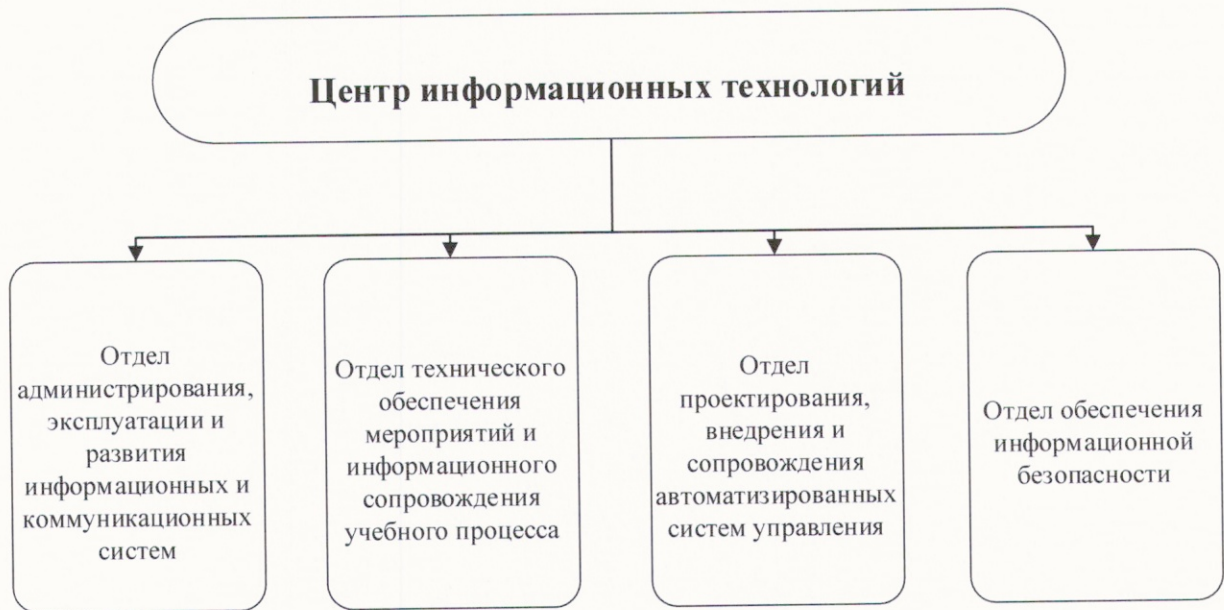 Центр информационных технологий
Отдел
администрирования,
эксплуатации и
развития
информационных и
коммуникационных
систем
Отдел технического
обеспечения
мероприятий и
информационного
сопровождения
учебного процесса
Отдел
проектирования,
внедрения и
сопровождения
автоматизированных
систем управления
Отдел обеспечения
информационной
безопасности